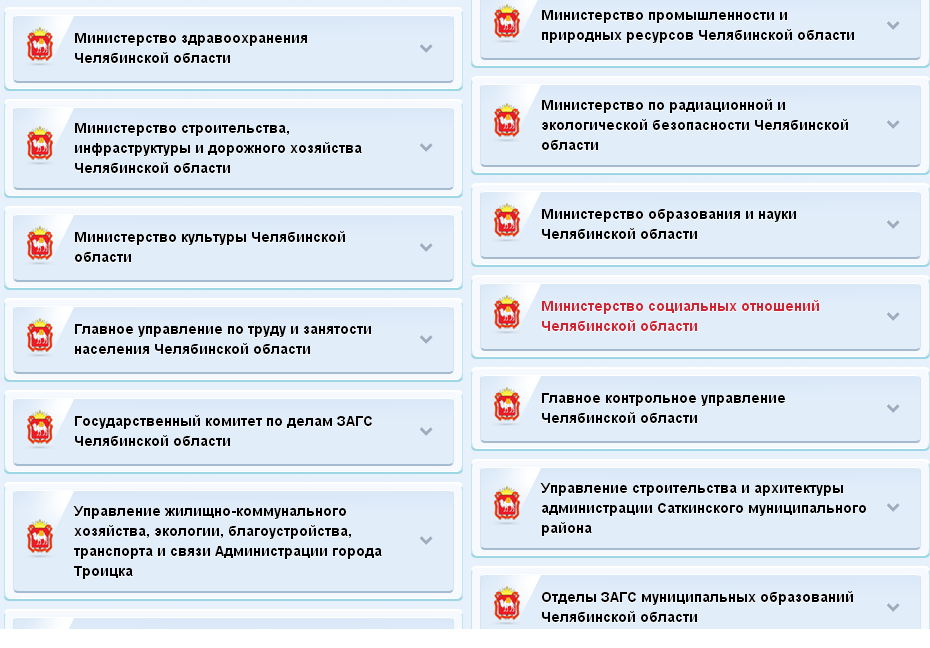 Министерство здравоохранения
Челябинской области
Министерство строительства,
инфраструктуры и дорожного хозяйства
Челябинской области
Министерство культуры Челябинской
области
Главное управление по труду и занятости
населения Челябинской области
Государственный комитет по делам ЗАГС
Челябинской области
Управление жилищно-коммунального
хозяйства, экологии, благоустройства,
транспорта и связи Администрации города
Троицка
Министерство промышленности и
природных ресурсов Челябинской области
Министерство по радиационной и
экологической безопасности Челябинской
области
Министерство образования и науки
Челябинской области
Министерство социальных отношений
Челябинской области
Главное контрольное управление
Челябинской области
Управление строительства и архитектуры
администрации Саткинского муниципального
района
Отделы ЗАГС муниципальных образований
Челябинской области